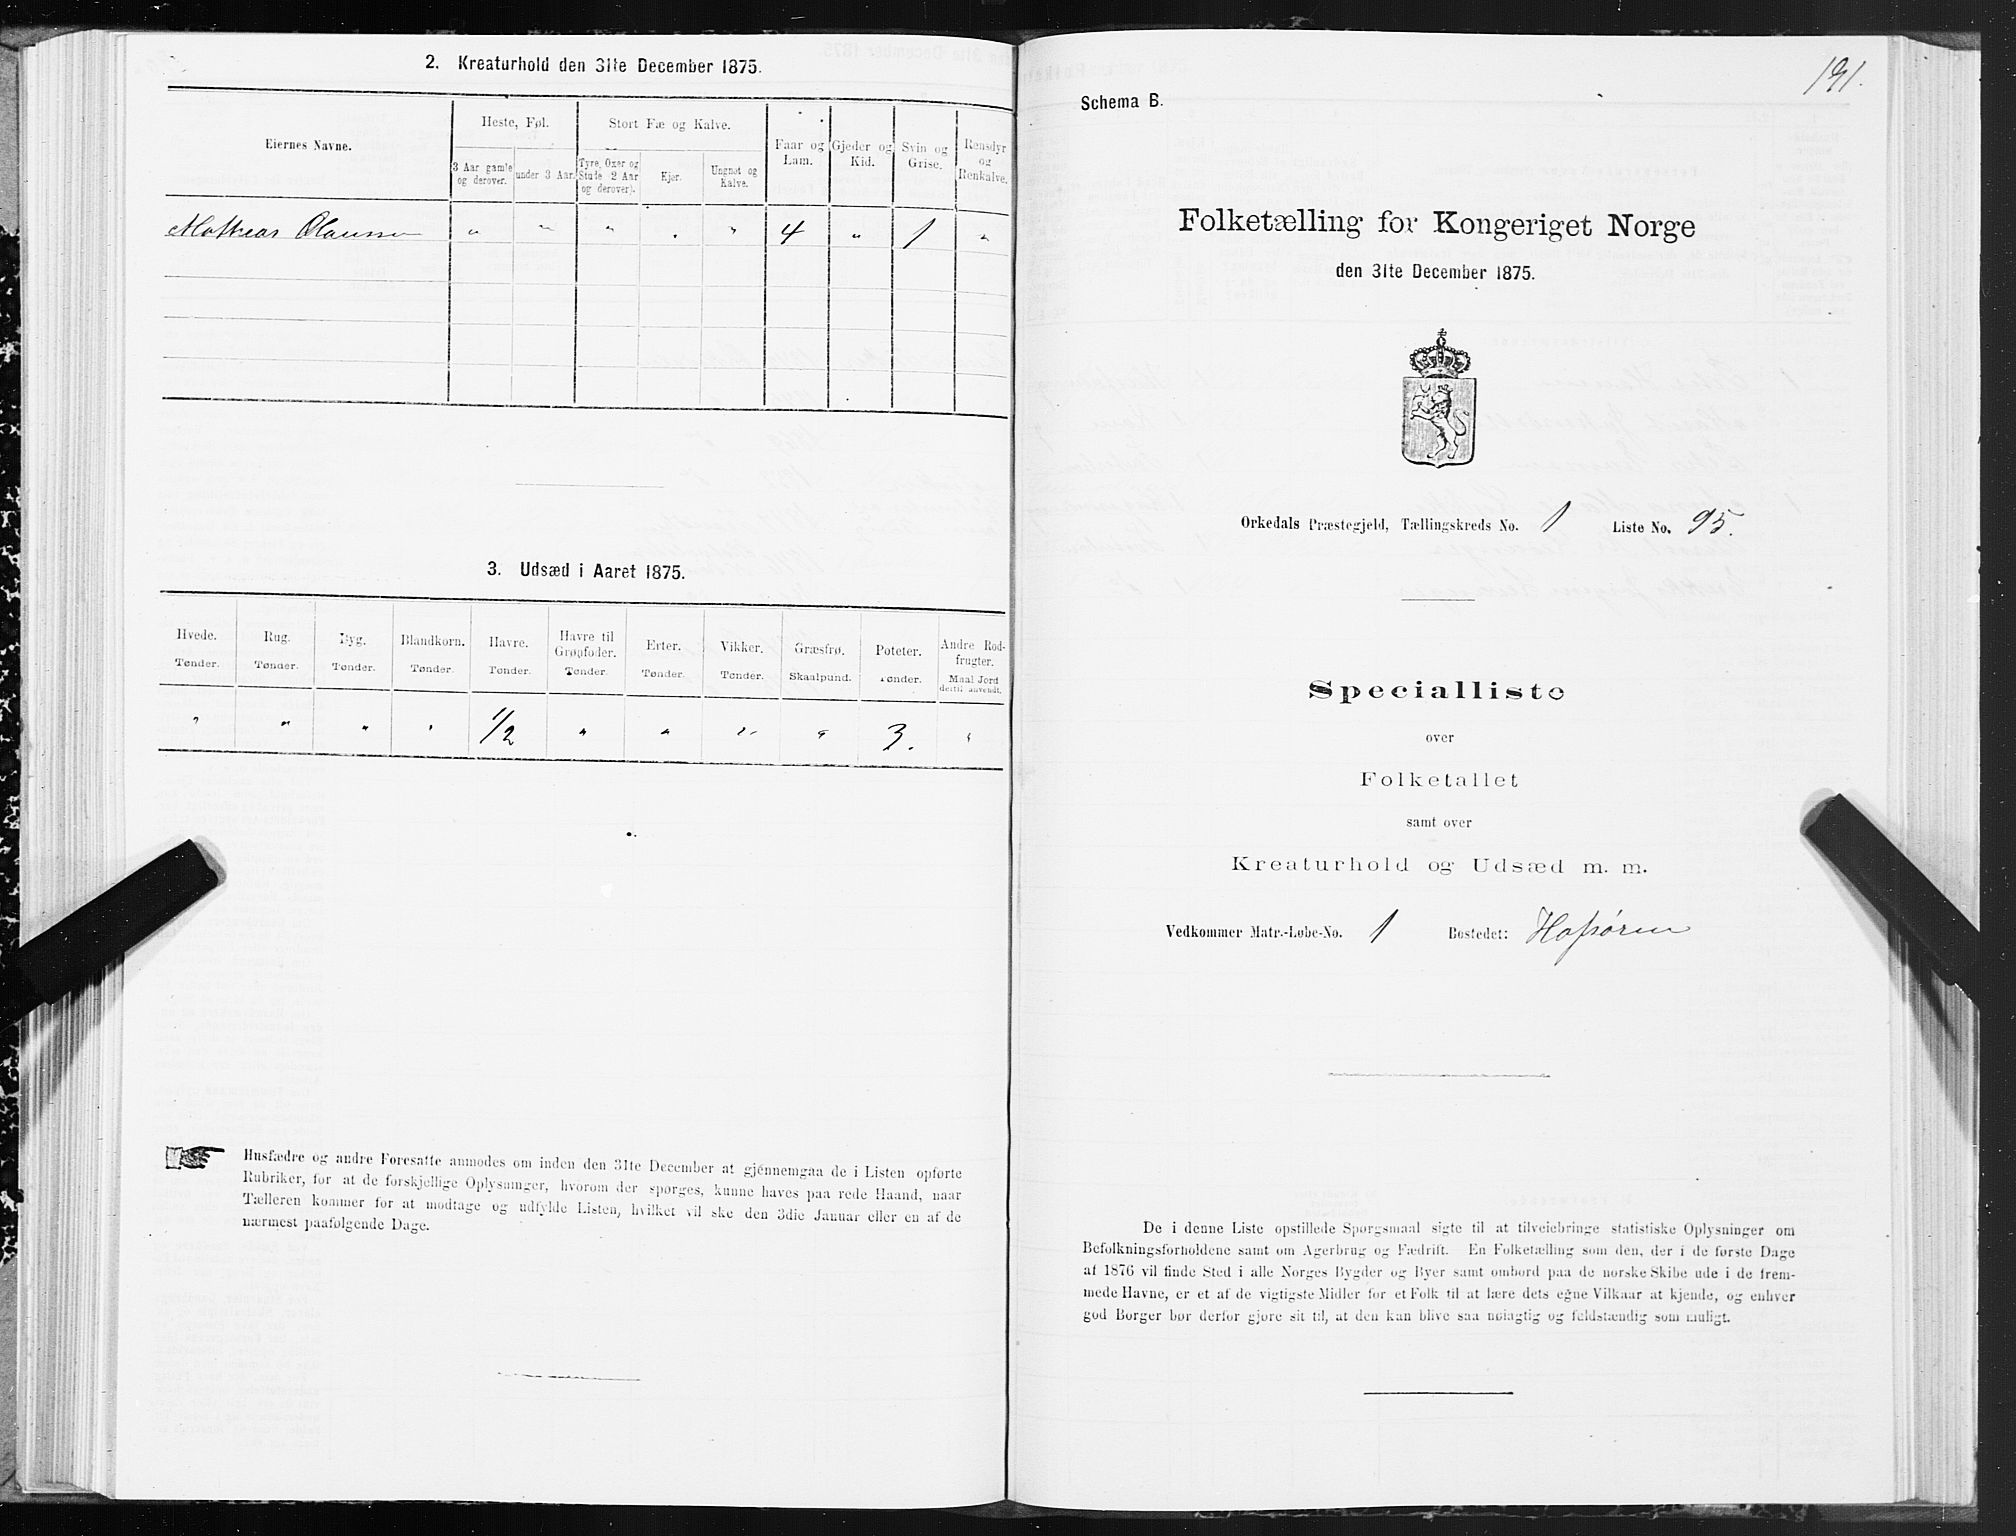 2. Kreaturhold den 31te December 1875.
Eiernes Navne.
Heste, Føl.
Stort Fæ og Kalve.
Faar og Lam.
Gjeder og Kid.
Svin og Grise.
Rensdyr og Renkalve.
3 Aar gamle og derover.
under 3 Aar.
Tyre, Oxer og Stude 2 Aar og derover).
Kjer.
Ungnøt og Kalve.
Mathias Olaussen " " " " " 4 " 1 "
3. Udsæd i Aaret 1875.
Hvede. Rug. Byg. Blandkorn. Havre. Havre til Grønfoder. Erter. Vikker. Græsfrø. Poteter. Andre Rodfrugter.
Tønder. Tønder. Tønder. Tønder. Tønder. Tønder. Tønder. Tønder. Skaalpund. Tønder. Maal Jord dertil anvendt.
" " " " 1/2 " " " " 3. "
Husfædre og andre Foresatte anmodes om inden den 31te December at gjennemgaa de i Listen opførte
Rubriker, for at de forskjellige Oplysninger, hvorom der spørges, kunne haves paa rede Haand, naar
Tælleren kommer for at modtage og udfylde Listen, hvilket vil ske den 3die Januar eller en af de
nærmest paafølgende Dage.
191.
Schema B.
Folketælling for Kongeriget Norge
den 31te December 1875.
Orkedals Præstegjeld, Tællingskreds No. 1 Liste No. 95.
Specialliste
over
Folketallet
samt over
Kreaturhold og Udsæd m. m.
Vedkommer Matr.-Løbe-No. 1 Bostedet: Hofsøren
De i denne Liste opstillede Spørgsmaal sigte til at tilveiebringe statistiske Oplysninger om
Befolkningsforholdene samt om Agerbrug og Fædrift. En Folketælling som den, der i de første Dage
af 1876 vil finde Sted i alle Norges Bygder og Byer samt ombord paa de norske Skibe ude i de frem-
mede Havne, er et af de vigtigste Midler for et Folk til at lære dets egne Vilkaar at kjende, og enhver
god Borger bør derfor gjøre sit til, at den kan blive saa nøiagtig og fuldstændig som muligt.